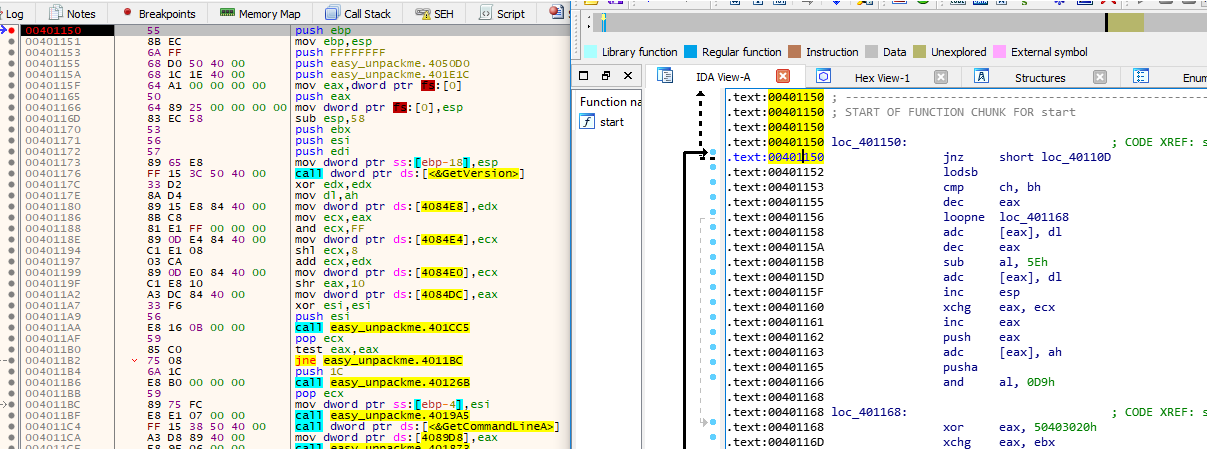 Log Notes Breakpoints Memory Map Call Stack SEH Script
00401150 55 push ebp
00401151 8B EC mov ebp,esp
00401153 6A FF push FFFFFFFF
00401155 68 D0 50 40 00 push easy_unpackme.4050D0
0040115A 68 1C 1E 40 00 push easy_unpackme.401E1C
0040115F 64 A1 00 00 00 00 mov eax,dword ptr fs:[0]
00401165 50 push eax
00401166 64 89 25 00 00 00 00 mov dword ptr fs:[0],esp
0040116D 83 EC 58 sub esp,58
00401170 53 push ebx
00401171 56 push esi
00401172 57 push edi
00401173 89 65 E8 mov dword ptr ss:[ebp-18],esp
00401176 FF 15 3C 50 40 00 call dword ptr ds:[<&GetVersion>]
0040117C 33 D2 xor edx,edx
0040117E 8A D4 mov dl,ah
00401180 89 15 E8 84 40 00 mov dword ptr ds:[4084E8],edx
00401186 8B C8 mov ecx,eax
00401188 81 E1 FF 00 00 00 and ecx,FF
0040118E 89 0D E4 84 40 00 mov dword ptr ds:[4084E4],ecx
00401194 C1 E1 08 shl ecx,8
00401197 03 CA add ecx,edx
00401199 89 0D E0 84 40 00 mov dword ptr ds:[4084E0],ecx
0040119F C1 E8 10 shr eax,10
004011A2 A3 DC 84 40 00 mov dword ptr ds:[4084DC],eax
004011A7 33 F6 xor esi,esi
004011A9 56 push esi
004011AA E8 16 0B 00 00 call easy_unpackme.401CC5
004011AF 59 pop ecx
004011B0 85 C0 test eax,eax
004011B2 75 08 jne easy_unpackme.4011BC
004011B4 6A 1C push 1C
004011B6 E8 B0 00 00 00 call easy_unpackme.40126B
004011BB 59 pop ecx
004011BC 89 75 FC mov dword ptr ss:[ebp-4],esi
004011BF E8 E1 07 00 00 call easy_unpackme.4019A5
004011C4 FF 15 38 50 40 00 call dword ptr ds:[<&GetCommandLineA>]
004011CA A3 D8 89 40 00 mov dword ptr ds:[4089D8],eax
Library function Regular function Instruction Data Unexplored External symbol
IDA View-A Hex View-1 Structures Enum
Function na
start
.text:00401150 ; ---------------------------------------------
.text:00401150 ; START OF FUNCTION CHUNK FOR start
.text:00401150
.text:00401150 loc_401150: ; CODE XREF: s
.text:00401150 jnz short loc_40110D
.text:00401152 lodsb
.text:00401153 cmp ch, bh
.text:00401155 dec eax
.text:00401156 loopne loc_401168
.text:00401158 adc [eax], dl
.text:0040115A dec eax
.text:0040115B sub al, 5Eh
.text:0040115D adc [eax], dl
.text:0040115F inc esp
.text:00401160 xchg eax, ecx
.text:00401161 inc eax
.text:00401162 push eax
.text:00401163 adc [eax], ah
.text:00401165 pusha
.text:00401166 and al, 0D9h
.text:00401168
.text:00401168 loc_401168: ; CODE XREF: s
.text:00401168 xor eax, 50403020h
.text:0040116D xchg eax, ebx